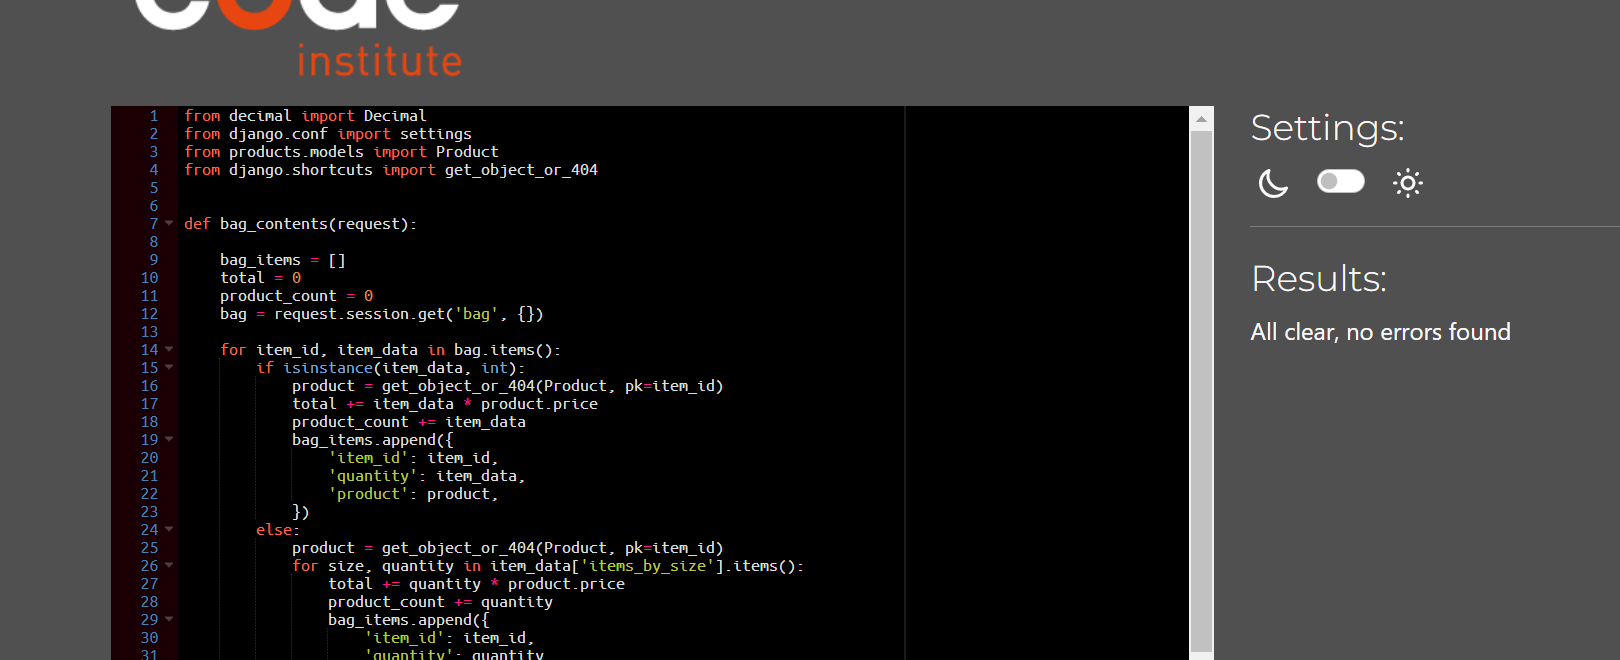 institute
1 from decimal import Decimal
2 from django.conf import settings
3 from products.models import Product
4 from django.shortcuts import get_object_or_404
5
6
7 def bag_contents(request):
8
9     bag_items = []
10     total = 0
11     product_count = 0
12     bag = request.session.get('bag', {})
13
14     for item_id, item_data in bag.items():
15         if isinstance(item_data, int):
16             product = get_object_or_404(Product, pk=item_id)
17             total += item_data * product.price
18             product_count += item_data
19             bag_items.append({
20                 'item_id': item_id,
21                 'quantity': item_data,
22                 'product': product,
23             })
24         else:
25             product = get_object_or_404(Product, pk=item_id)
26             for size, quantity in item_data['items_by_size'].items():
27                 total += quantity * product.price
28                 product_count += quantity
29                 bag_items.append({
30                     'item_id': item_id,
31                     'quantity': quantity
Settings:
Results:
All clear, no errors found